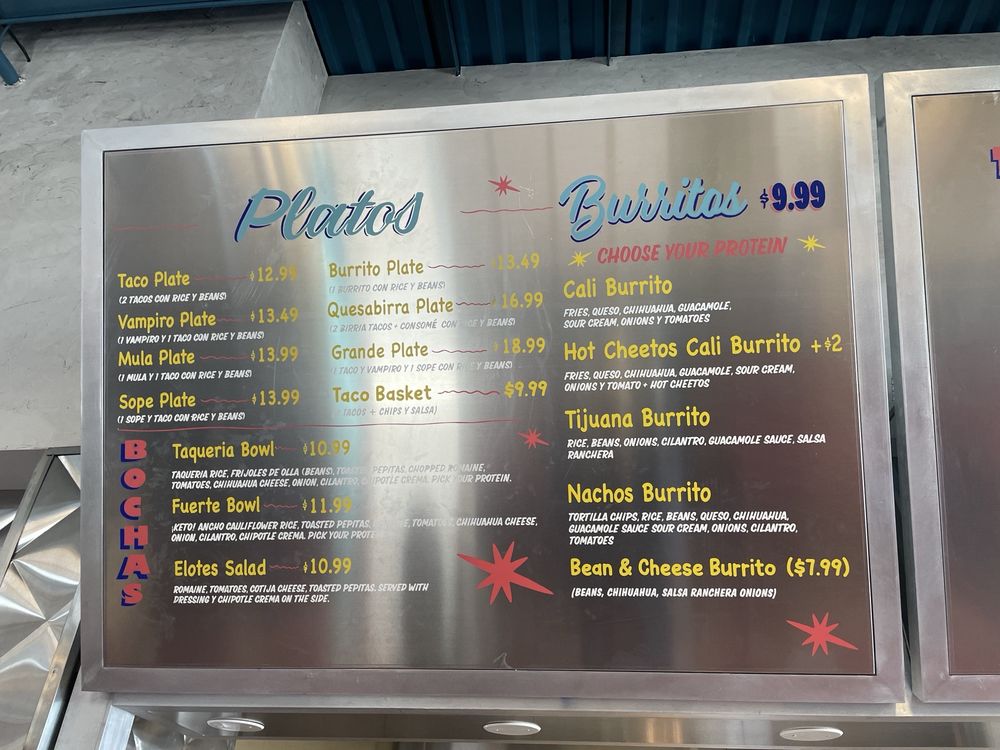 Platos
Taco Plate $12.99
(2 TACOS WITH RICE Y BEANS)
Vampiro Plate $13.49
(1 VAMPIRO Y 1 TACO WITH RICE Y BEANS)
Mula Plate $13.99
(1 MULA Y 1 TACO WITH RICE Y BEANS)
Sope Plate $13.99
(1 SOPE Y TACO CON RICE Y BEANS)
Burrito Plate $13.49
(1 BURRITO CON RICE Y BEANS)
Quesabirra Plate 16.99
(2 BIRRIA TACOS + CONSOMÉ CON RICE Y BEANS)
Grande Plate $18.99
(1 TACO Y VAMPIRO Y 1 SOPE CON RICE Y BEANS)
Taco Basket $9.99
TACOS + CHIPS Y SALSA)
BOCHAS
Taqueria Bowl $10.99
TAQUERIA RICE, FRIJOLES DE OLLA (BEANS), TOASTED PEPITAS, CHOPPED ROMAINE,
TOMATOES, CHIHUAHUA CHEESE, ONION, CILANTRO, CHIPOTLE CREMA. PICK YOUR PROTEIN.
Fuerte Bowl $11.99
¡KETO! ANCHO CAULIFLOWER RICE, TOASTED PEPITAS, TOMATOES, CHIHUAHUA CHEESE,
ONION, CILANTRO, CHIPOTLE CREMA. PICK YOUR PROTEIN
Elotes Salad $10.99
ROMAINE, TOMATOES, COTIJA CHEESE, TOASTED PEPITAS. SERVED WITH
DRESSING Y CHIPOTLE CREMA ON THE SIDE.
Burritos $9.99
CHOOSE YOUR PROTEIN
Cali Burrito
FRIES, QUESO, CHIHUAHUA, GUACAMOLE,
SOUR CREAM, ONIONS Y TOMATOES
Hot Cheetos Cali Burrito +$2
FRIES, QUESO, CHIHUAHUA, GUACAMOLE, SOUR CREAM,
ONIONS Y TOMATO + HOT CHEETOS
Tijuana Burrito
RICE, BEANS, ONIONS, CILANTRO, GUACAMOLE SAUCE, SALSA
RANCHERA
Nachos Burrito
TORTILLA CHIPS, RICE, BEANS, QUESO, CHIHUAHUA,
GUACAMOLE SAUCE SOUR CREAM, ONIONS, CILANTRO,
TOMATOES
Bean & Cheese Burrito ($7.99)
(BEANS, CHIHUAHUA, SALSA RANCHERA ONIONS)